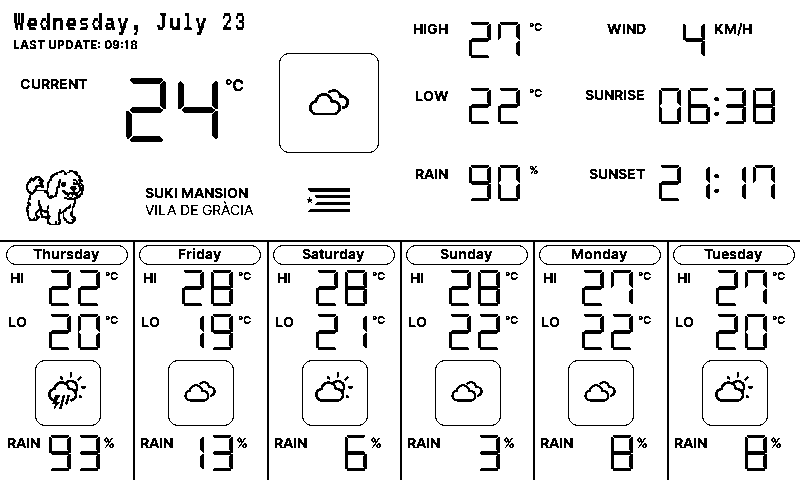 Wednesday, July 23
LAST UPDATE: 09:18
CURRENT 24 °C
SUKI MANSION
VILA DE GRÀCIA
HIGH 27 °C
LOW 22 °C
RAIN 90 %
WIND 4 KM/H
SUNRISE 06:38
SUNSET 21:17
Thursday
HI 22 °C
LO 20 °C
RAIN 93 %
Friday
HI 28 °C
LO 19 °C
RAIN 13 %
Saturday
HI 28 °C
LO 21 °C
RAIN 6 %
Sunday
HI 28 °C
LO 22 °C
RAIN 3 %
Monday
HI 27 °C
LO 22 °C
RAIN 8 %
Tuesday
HI 27 °C
LO 20 °C
RAIN 8 %